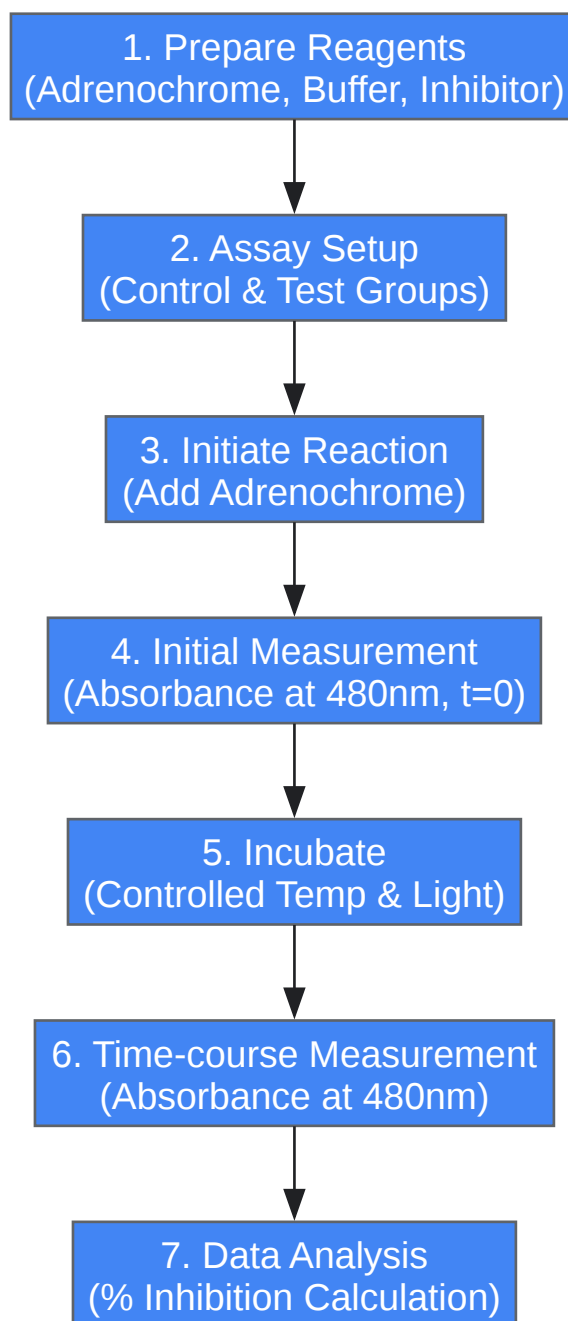 1. Prepare Reagents
(Adrenochrome, Buffer, Inhibitor)
2. Assay Setup
(Control & Test Groups)
3. Initiate Reaction
(Add Adrenochrome)
4. Initial Measurement
(Absorbance at 480nm, t=0)
5. Incubate
(Controlled Temp & Light)
6. Time-course Measurement
(Absorbance at 480nm)
7. Data Analysis
(% Inhibition Calculation)